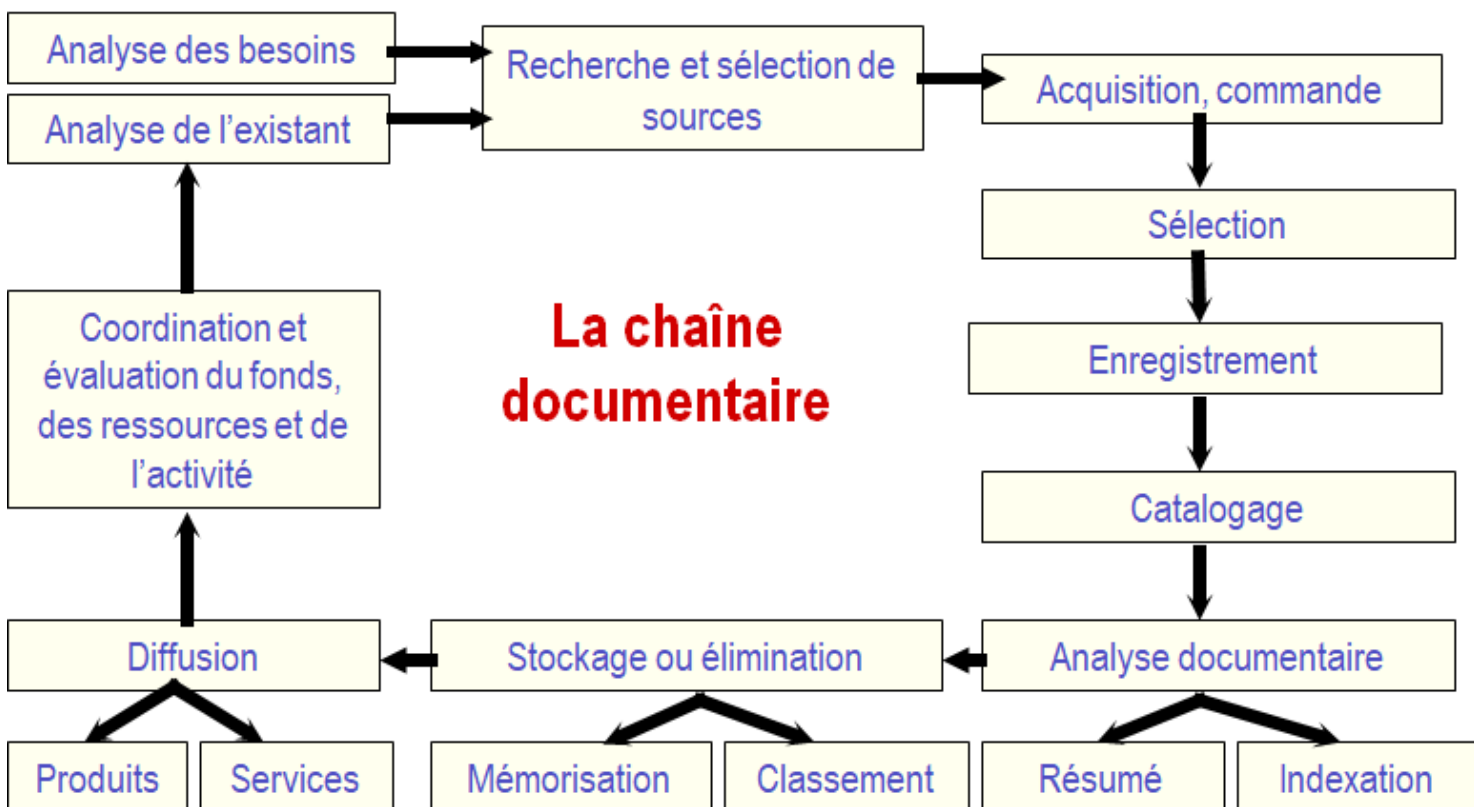 Analyse des besoins
Analyse de l’existant
Recherche et sélection de
sources
Acquisition, commande
Sélection
Enregistrement
Catalogage
Analyse documentaire
Résumé
Indexation
Stockage ou élimination
Mémorisation
Classement
Diffusion
Produits
Services
Coordination et
évaluation du fonds,
des ressources et de
l’activité
La chaîne
documentaire